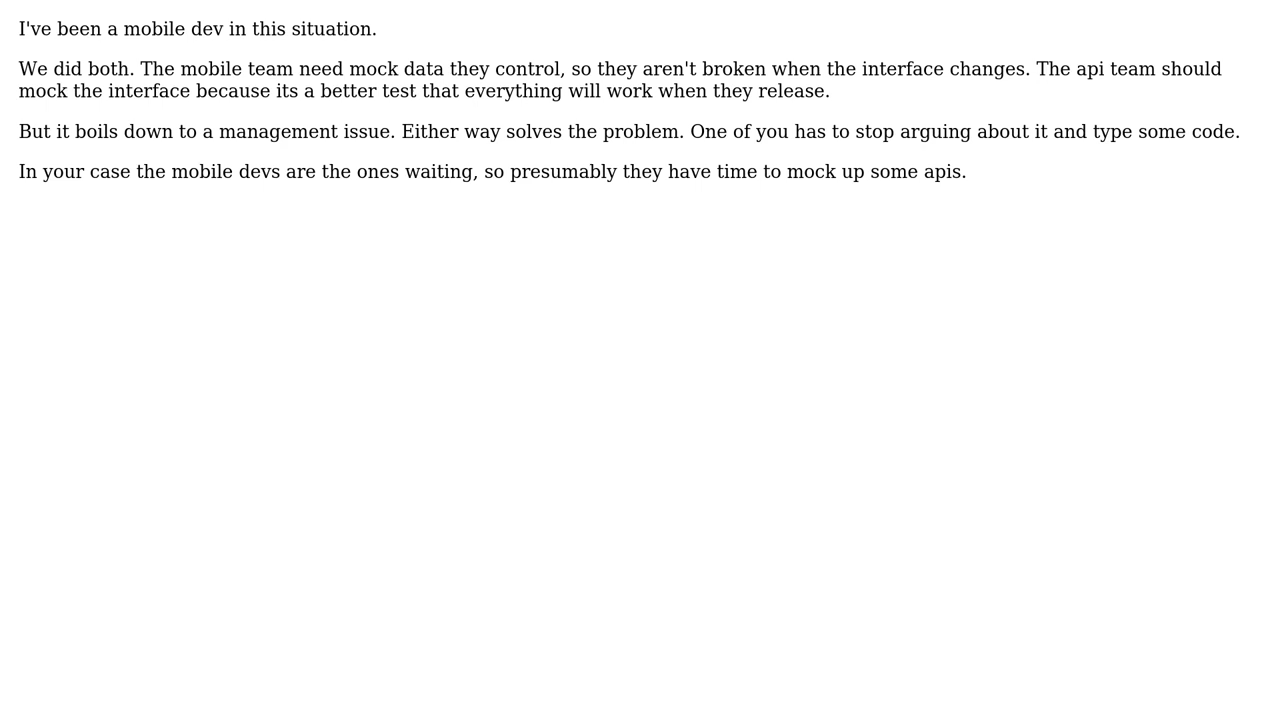 I've been a mobile dev in this situation.
We did both. The mobile team need mock data they control, so they aren't broken when the interface changes. The api team should
mock the interface because its a better test that everything will work when they release.
But it boils down to a management issue. Either way solves the problem. One of you has to stop arguing about it and type some code.
In your case the mobile devs are the ones waiting, so presumably they have time to mock up some apis.